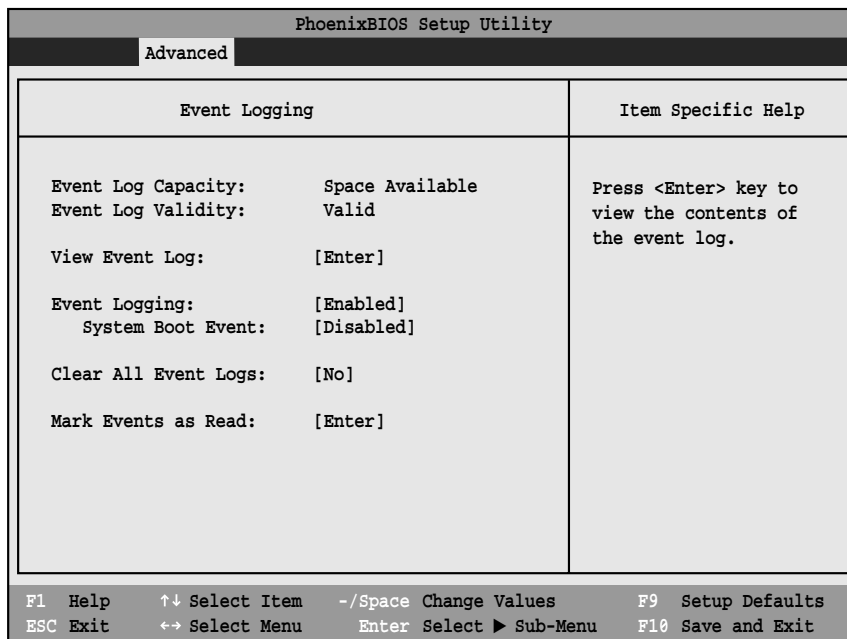 PhoenixBIOS Setup Utility
Advanced
Event Logging
Item Specific Help
Event Log Capacity: Space Available
Event Log Validity: Valid
View Event Log: [Enter]
Event Logging: [Enabled]
System Boot Event: [Disabled]
Clear All Event Logs: [No]
Mark Events as Read: [Enter]
Press <Enter> key to
view the contents of
the event log.
F1 Help ↑↓ Select Item -/Space Change Values F9 Setup Defaults
ESC Exit ←→ Select Menu Enter Select ▶ Sub-Menu F10 Save and Exit